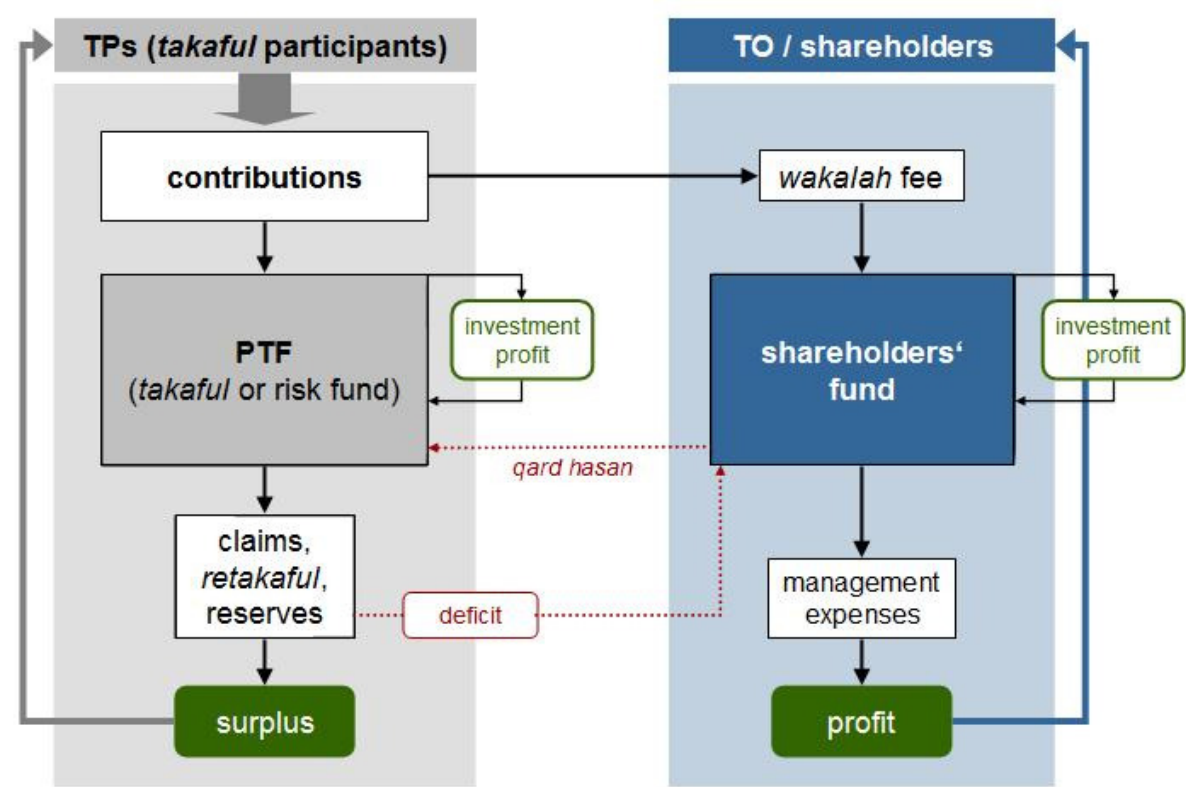 TPs (takaful participants)
TO / shareholders
contributions
wakalah fee
PTF
(takaful or risk fund)
investment
profit
shareholders‘
fund
investment
profit
qard hasan
claims,
retakaful,
reserves
deficit
management
expenses
surplus
profit